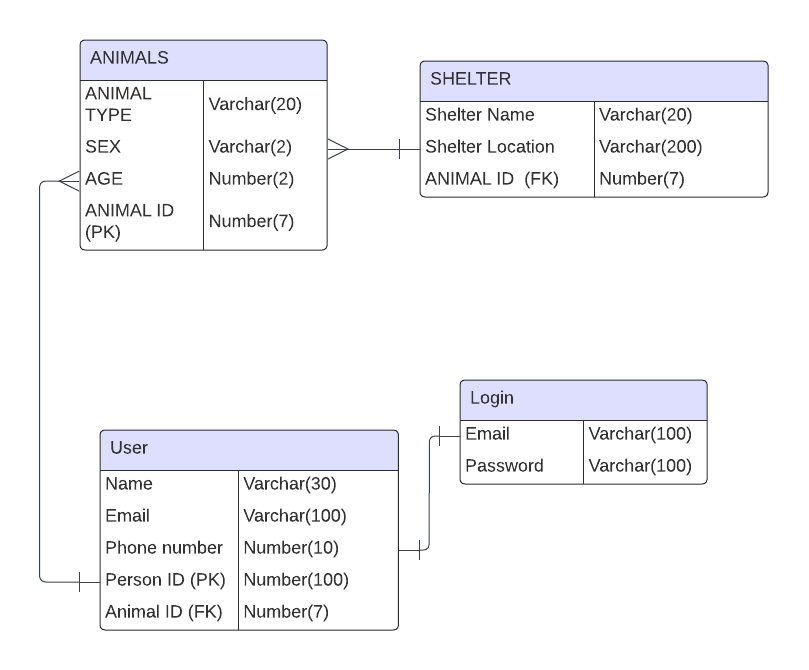 ANIMALS
ANIMAL
TYPE
Varchar(20)
SEX
Varchar(2)
AGE
Number(2)
ANIMAL ID
(PK)
Number(7)
SHELTER
Shelter Name
Varchar(20)
Shelter Location
Varchar(200)
ANIMAL ID (FK)
Number(7)
Login
Email
Varchar(100)
Password
Varchar(100)
User
Name
Varchar(30)
Email
Varchar(100)
Phone number
Number(10)
Person ID (PK)
Number(100)
Animal ID (FK)
Number(7)